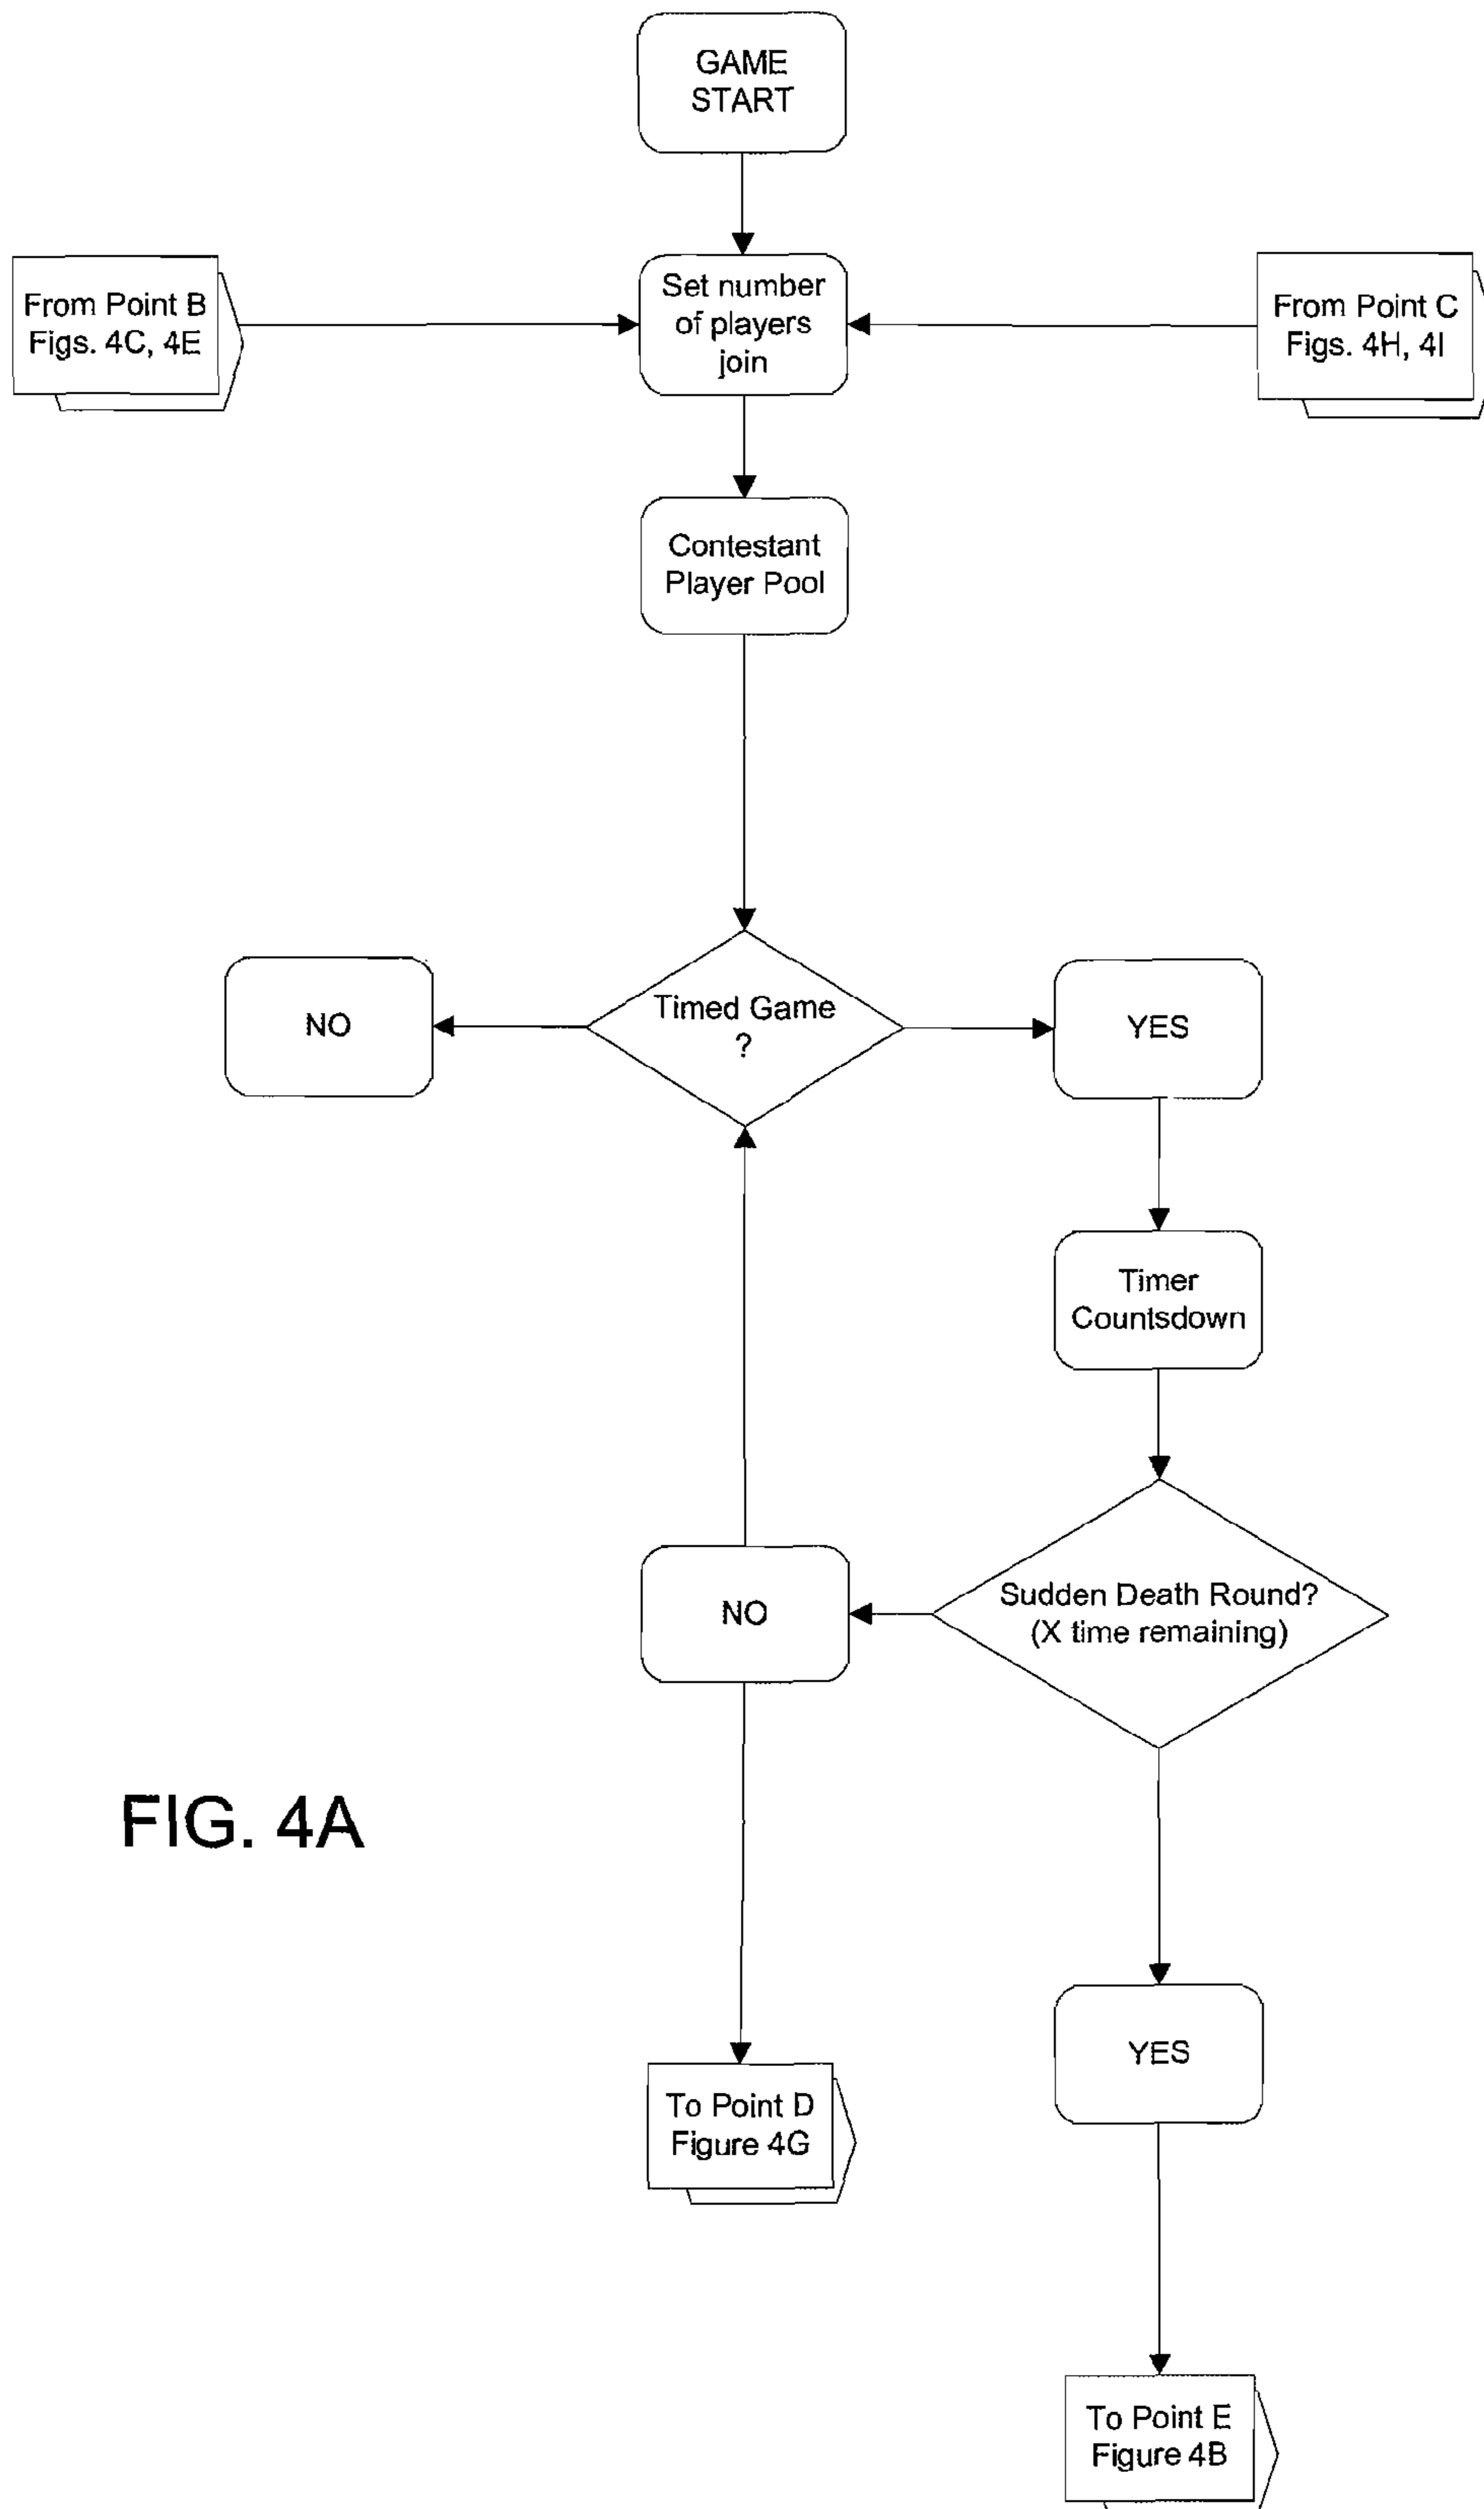 GAME
START
From Point B
Figs. 4C, 4E
Set number
of players
join
From Point C
Figs. 4H, 4I
Contestant
Player Pool
NO
Timed Game
?
YES
Timer
Countsdown
NO
Sudden Death Round?
(X time remaining)
FIG. 4A
YES
To Point D
Figure 4G
To Point E
Figure 4B